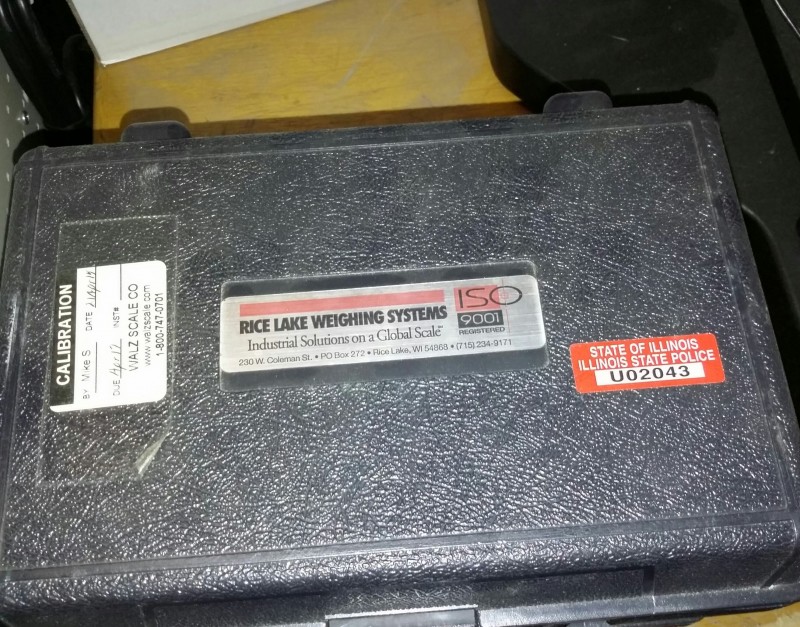 CALIBRATION
BY Mike S. DATE
DUE INST#
WALZ SCALE CO
www.walzscale.com
1-800-747-0701
RICE LAKE WEIGHING SYSTEMS
Industrial Solutions on a Global Scale℠
230 W. Coleman St. • PO Box 272 • Rice Lake, WI 54868 • (715) 234-9171
ISO
9001
REGISTERED
STATE OF ILLINOIS
ILLINOIS STATE POLICE
U02043